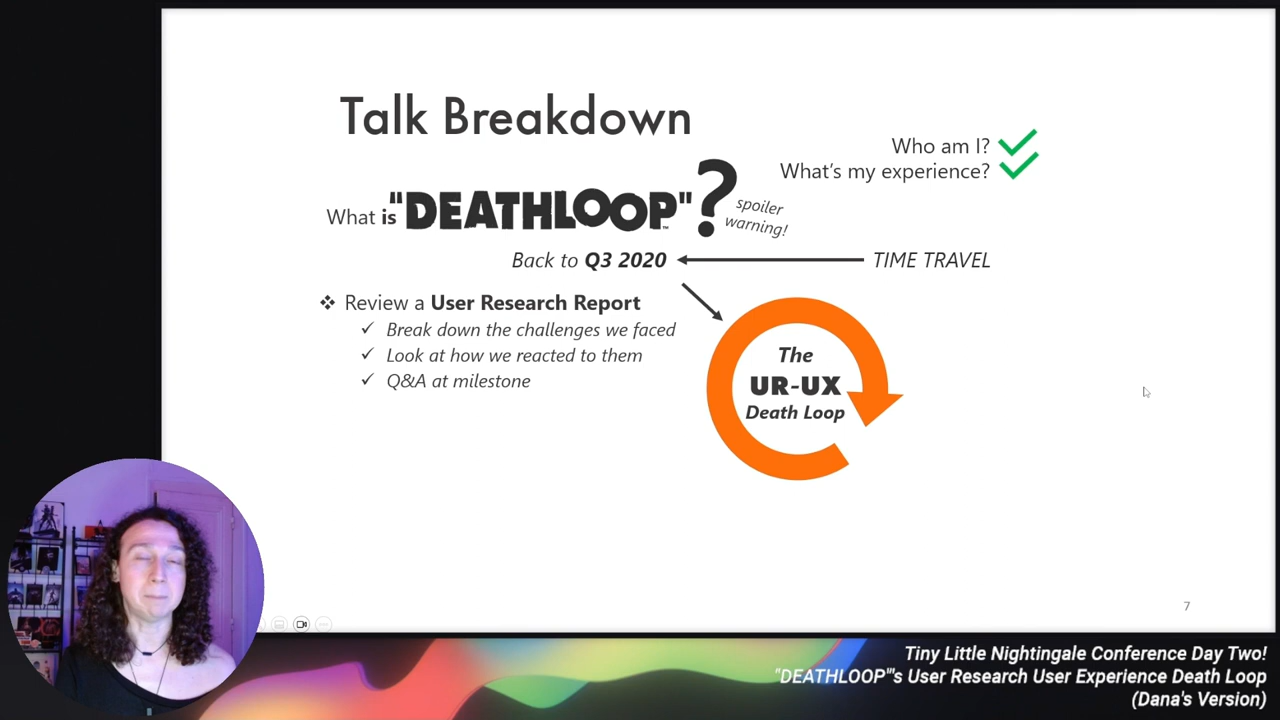 Talk Breakdown
Who am I?
What's my experience?
What is "DEATHLOOP"?
spoiler
warning!
Back to Q3 2020
TIME TRAVEL
Review a User Research Report
Break down the challenges we faced
Look at how we reacted to them
Q&A at milestone
The
UR-UX
Death Loop
7
Tiny Little Nightingale Conference Day Two!
"DEATHLOOP"'s User Research User Experience Death Loop
(Dana's Version)